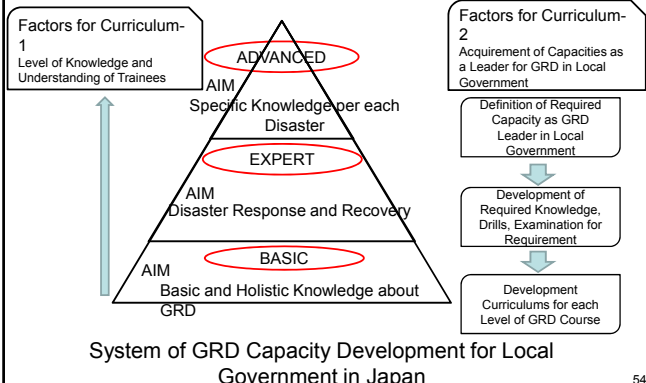 Factors for Curriculum-
1
Level of Knowledge and
Understanding of Trainees
ADVANCED
AIM
Specific Knowledge per each
Disaster
EXPERT
AIM
Disaster Response and Recovery
BASIC
AIM
Basic and Holistic Knowledge about
GRD
Factors for Curriculum-
2
Acquirement of Capacities as
a Leader for GRD in Local
Government
Definition of Required
Capacity as GRD
Leader in Local
Government
Development of
Required Knowledge,
Drills, Examination for
Requirement
Development
Curriculums for each
Level of GRD Course
System of GRD Capacity Development for Local
Government in Japan
54